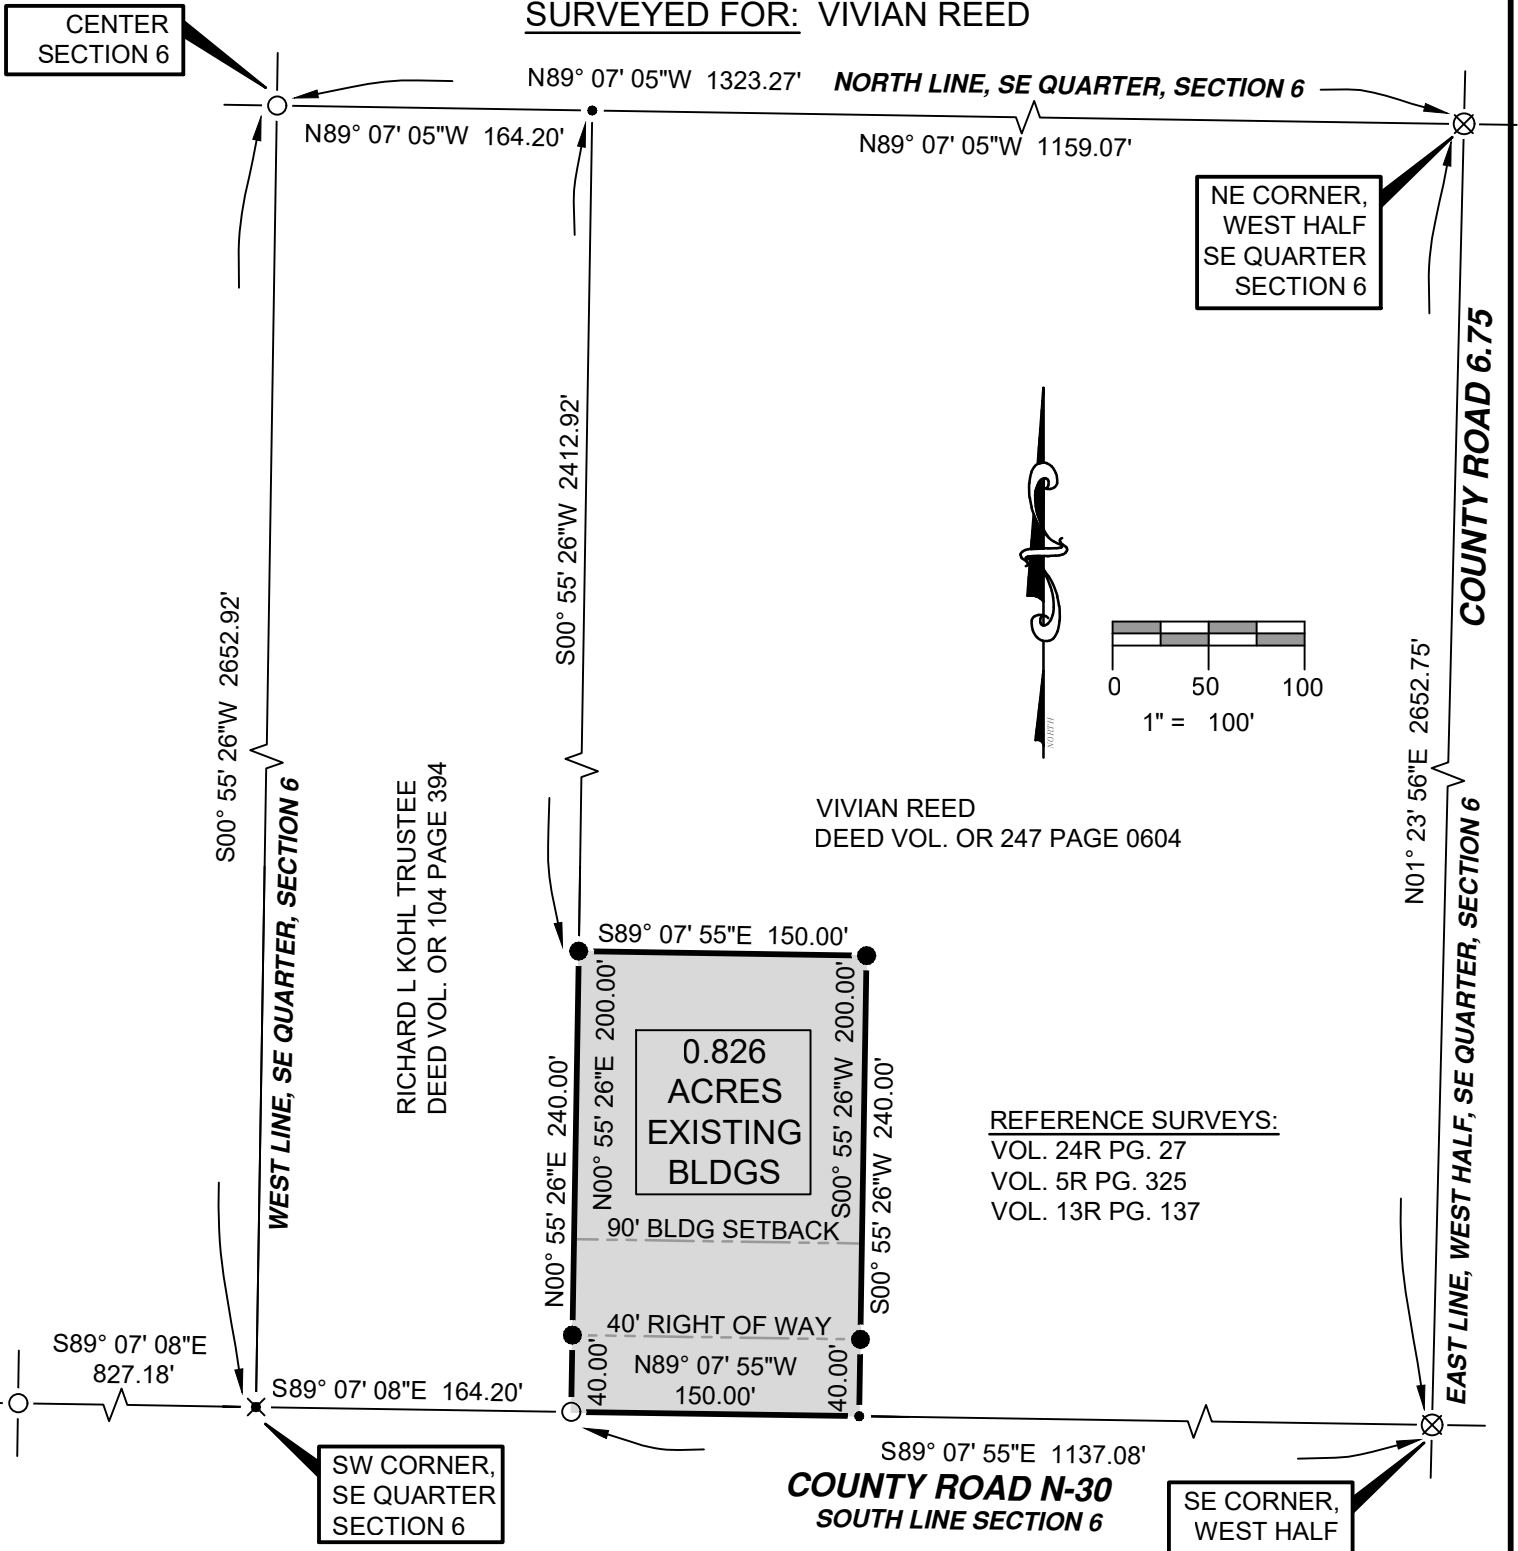 SURVEYED FOR: VIVIAN REED
CENTER
SECTION 6
N89° 07' 05"W 1323.27'
NORTH LINE, SE QUARTER, SECTION 6
N89° 07' 05"W 164.20'
N89° 07' 05"W 1159.07'
NE CORNER,
WEST HALF
SE QUARTER
SECTION 6
COUNTY ROAD 6.75
S00° 55' 26"W 2412.92'
S00° 55' 26"W 2652.92'
NORTH
0 50 100
1" = 100'
N01° 23' 56"E 2652.75'
WEST LINE, SE QUARTER, SECTION 6
RICHARD L KOHL TRUSTEE
DEED VOL. OR 104 PAGE 394
VIVIAN REED
DEED VOL. OR 247 PAGE 0604
EAST LINE, WEST HALF, SE QUARTER, SECTION 6
S89° 07' 55"E 150.00'
N00° 55' 26"E 240.00'
N00° 55' 26"E 200.00'
0.826
ACRES
EXISTING
BLDGS
S00° 55' 26"W 200.00'
S00° 55' 26"W 240.00'
REFERENCE SURVEYS:
VOL. 24R PG. 27
VOL. 5R PG. 325
VOL. 13R PG. 137
90' BLDG SETBACK
40' RIGHT OF WAY
40.00'
N89° 07' 55"W
150.00'
40.00'
S89° 07' 08"E
827.18'
S89° 07' 08"E 164.20'
S89° 07' 55"E 1137.08'
COUNTY ROAD N-30
SOUTH LINE SECTION 6
SW CORNER,
SE QUARTER
SECTION 6
SE CORNER,
WEST HALF